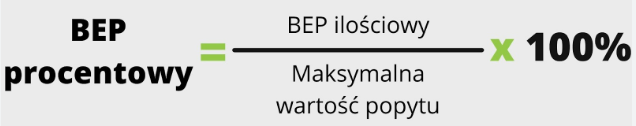 BEP procentowy = BEP ilościowy / Maksymalna wartość popytu x 100%